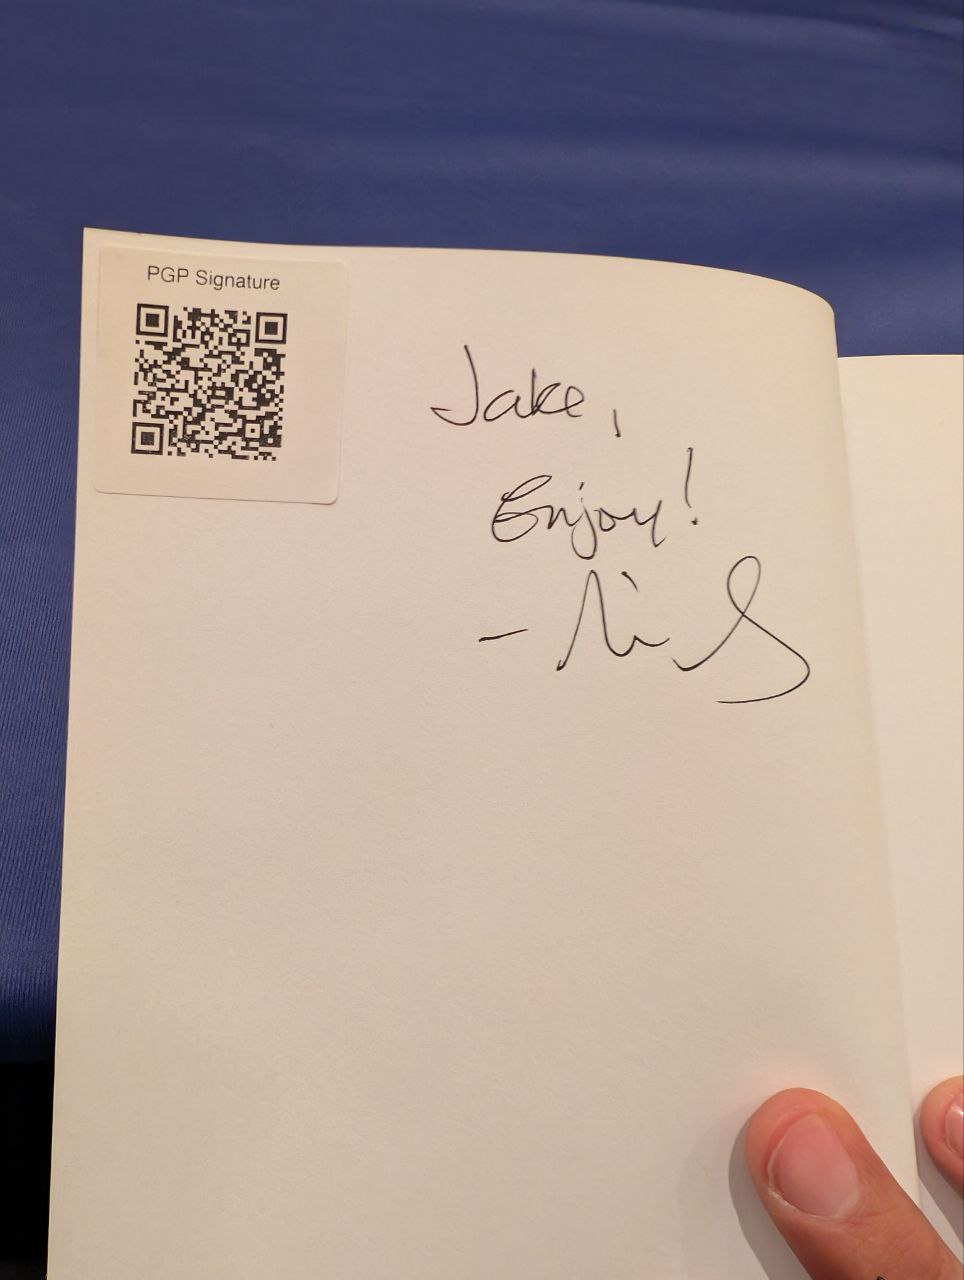 PGP Signature
Jake,
Enjoy!